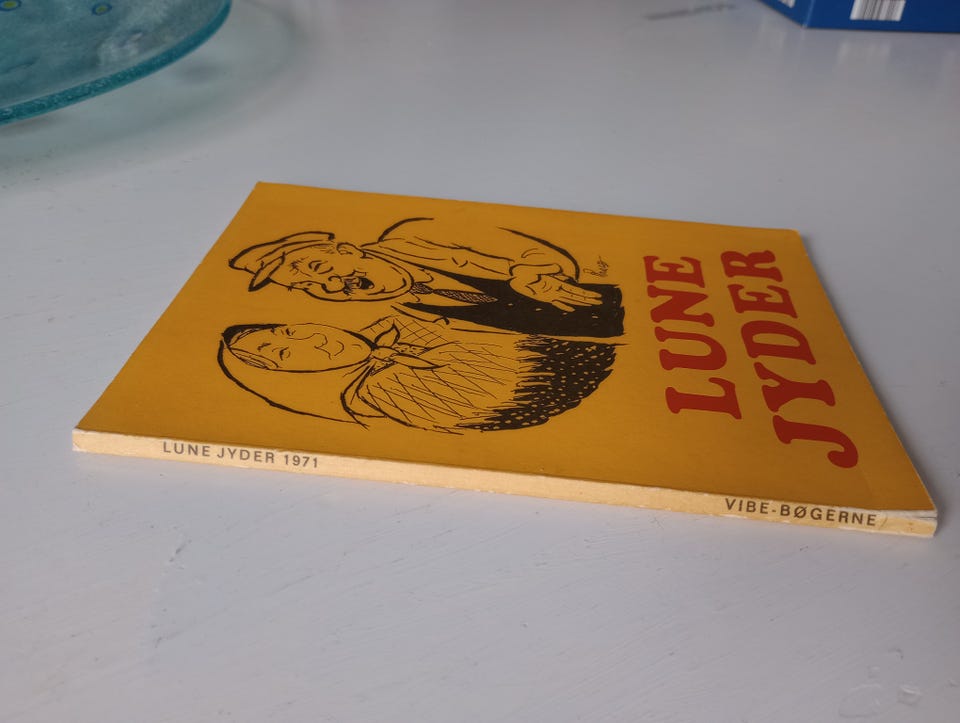 LUNE
JYDER
LUNE JYDER 1971
VIBE-BØGERNE